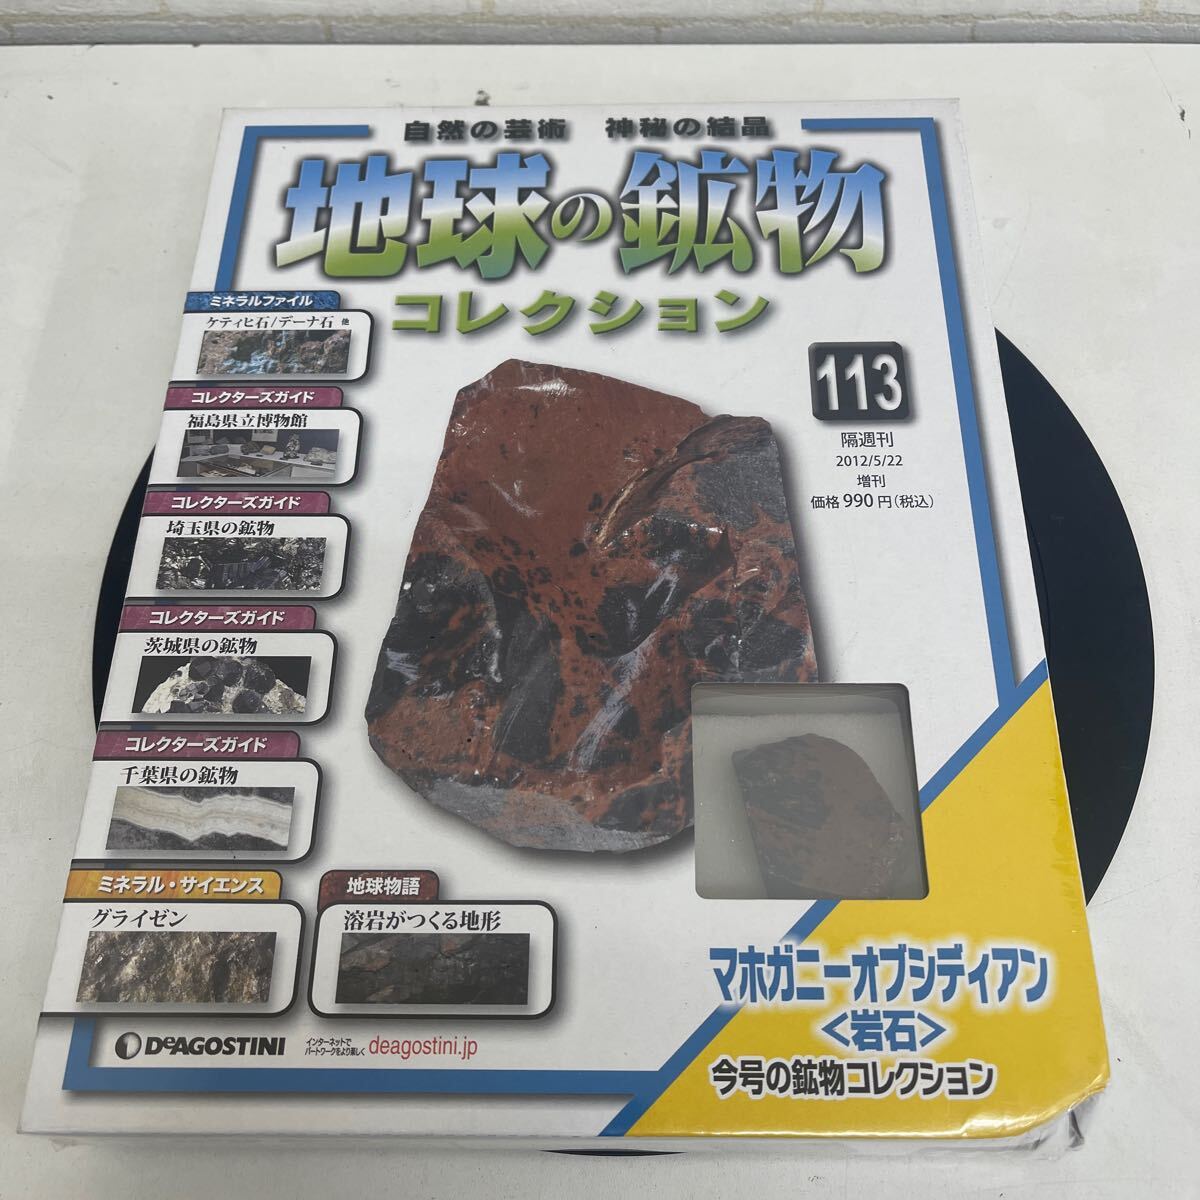 自然の芸術 神秘の結晶
地球の鉱物
コレクション
113
隔週刊
2012/5/22
増刊
価格990円(税込)
ミネラルファイル
ケティヒ石/デーナ石 他
コレクターズガイド
福島県立博物館
コレクターズガイド
埼玉県の鉱物
コレクターズガイド
茨城県の鉱物
コレクターズガイド
千葉県の鉱物
ミネラル・サイエンス
グライゼン
地球物語
溶岩がつくる地形
マホガニーオブシディアン
<岩石>
今号の鉱物コレクション
DEAGOSTINI
インターネットで
パートワークをより楽しく
deagostini.jp